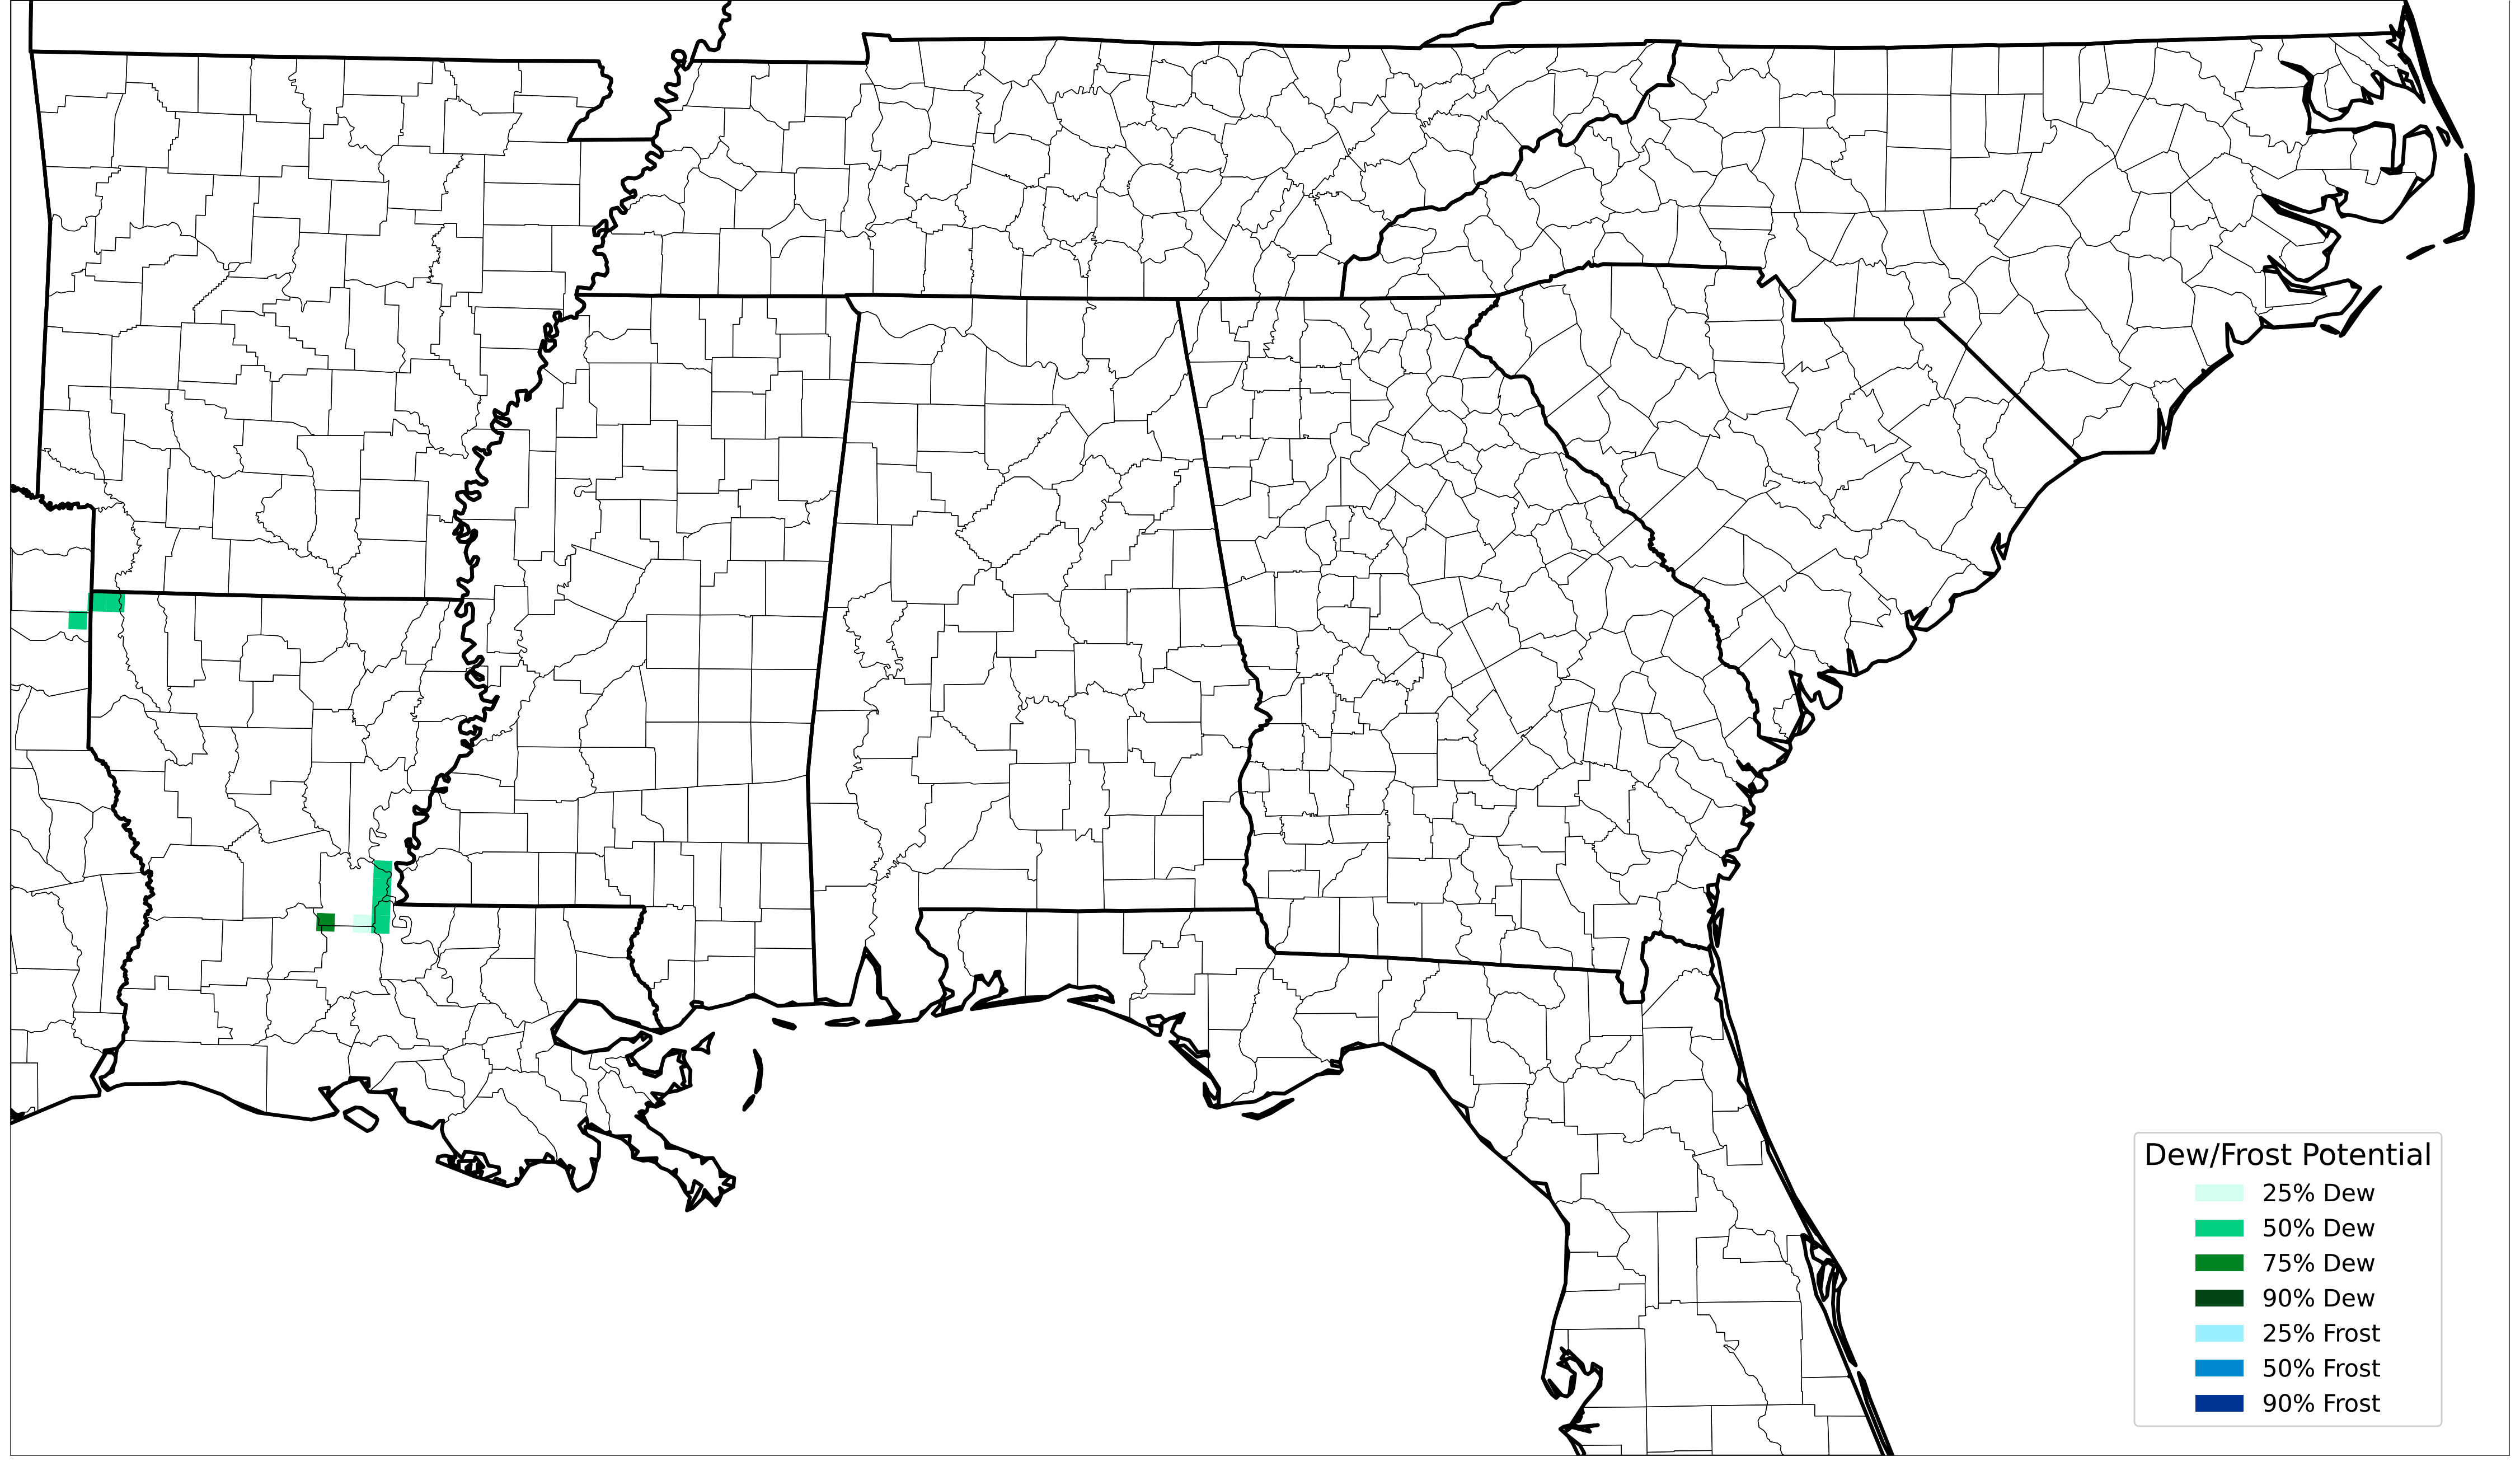 Dew/Frost Potential
25% Dew
50% Dew
75% Dew
90% Dew
25% Frost
50% Frost
90% Frost